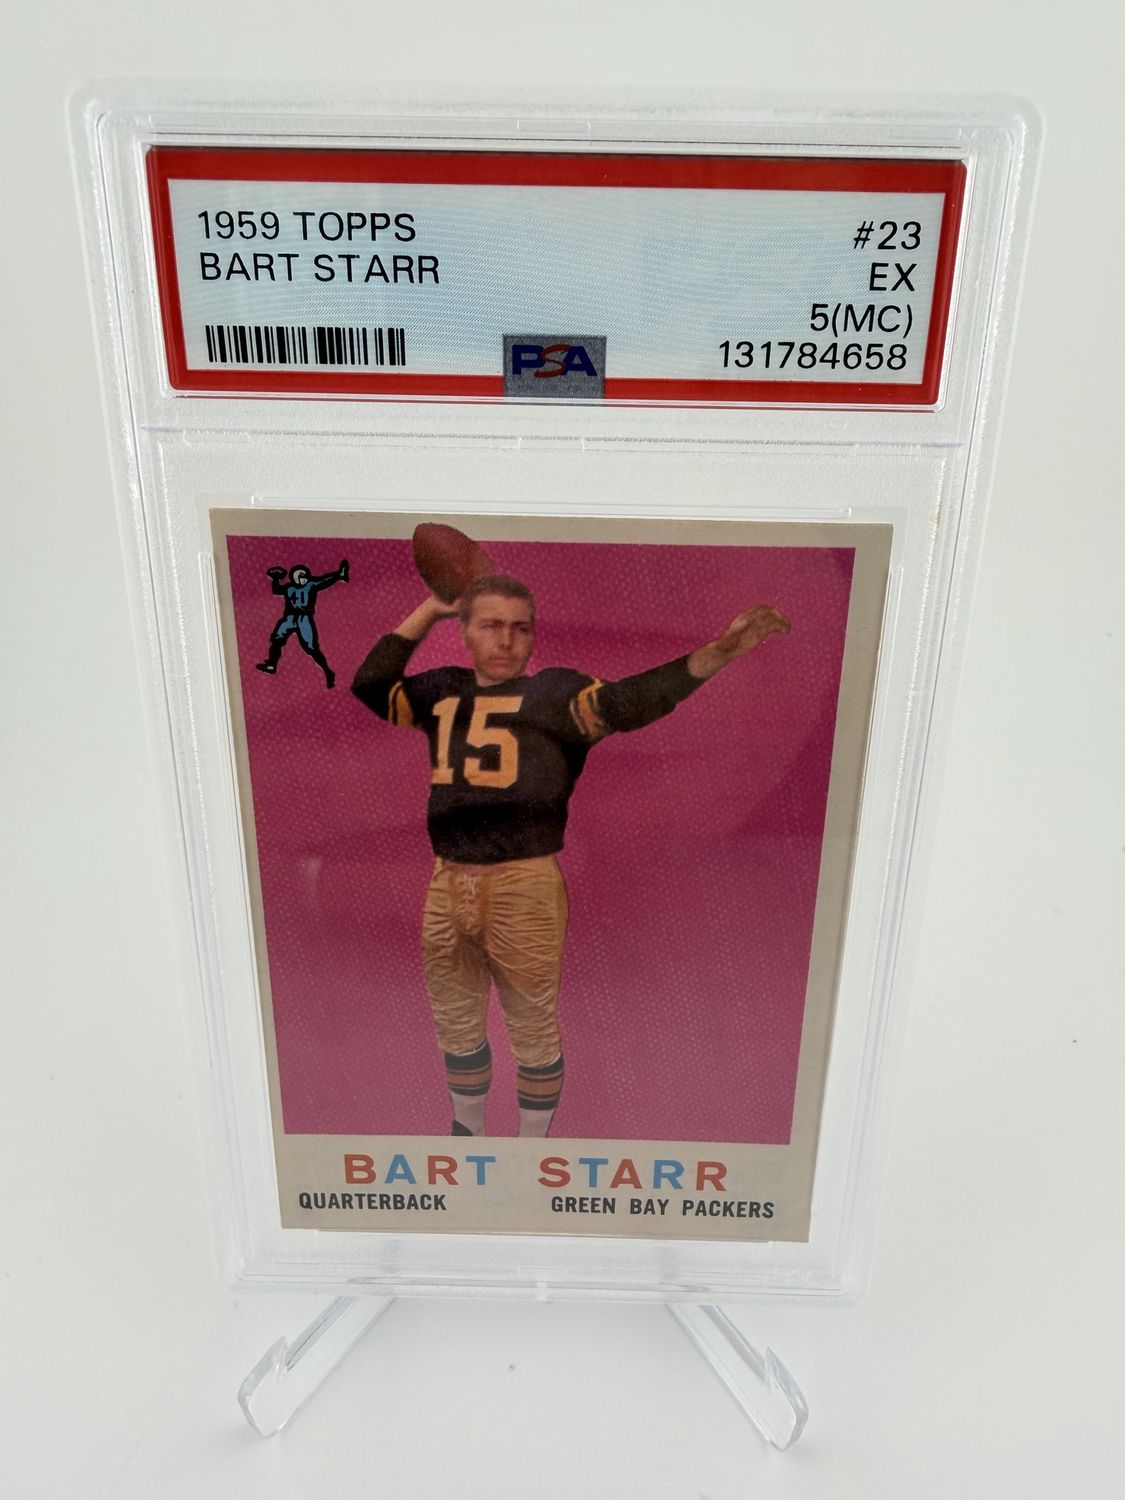 1959 TOPPS #23
BART STARR EX
5(MC)
PSA 131784658
15
BART STARR
QUARTERBACK GREEN BAY PACKERS